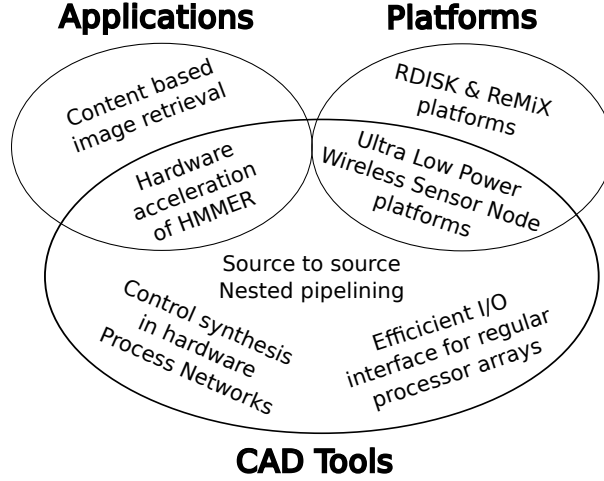 Applications
Platforms
Content based
image retrieval
RDISK & ReMiX
platforms
Hardware
acceleration
of HMMER
Ultra Low Power
Wireless Sensor Node
platforms
Source to source
Nested pipelining
Control synthesis
in hardware
Process Networks
Efficicient I/O
interface for regular
processor arrays
CAD Tools